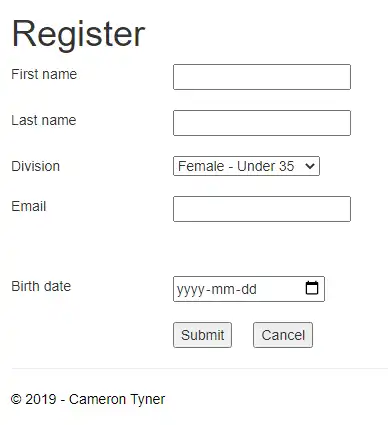 Register
First name
Last name
Division Female - Under 35
Email
Birth date yyyy-mm-dd
Submit Cancel
© 2019 - Cameron Tyner